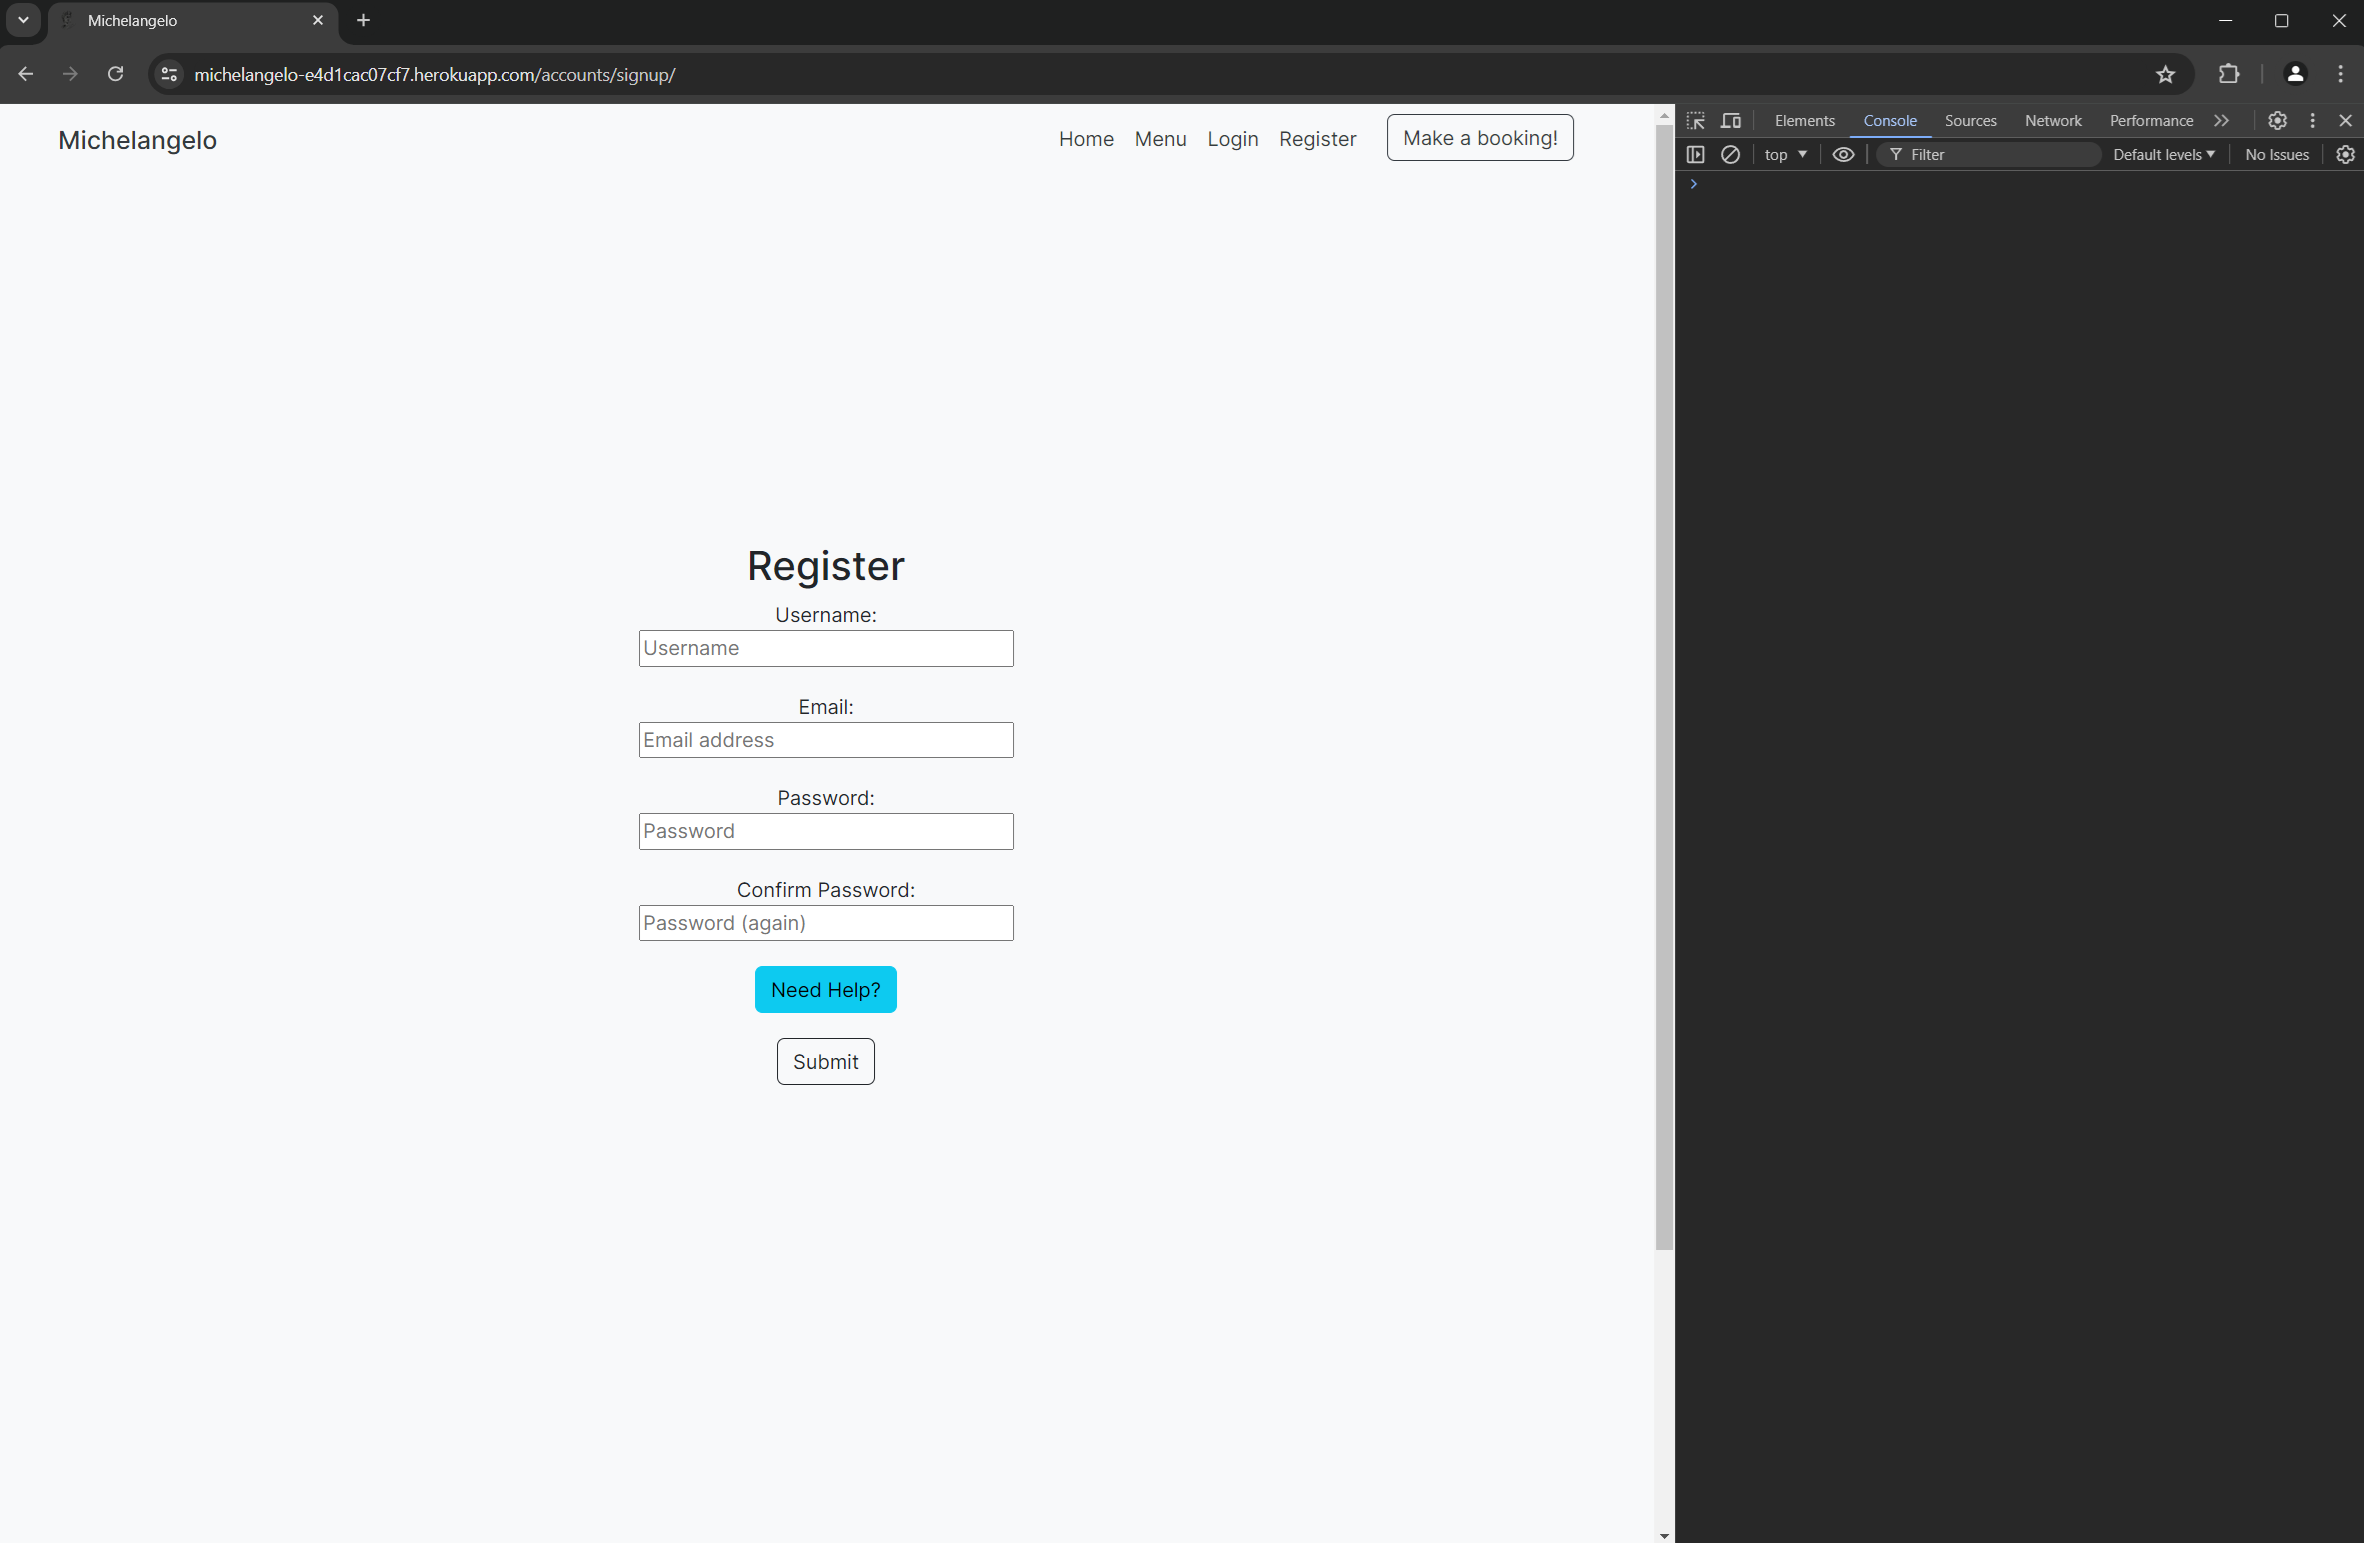 Michelangelo
michelangelo-e4d1cac07cf7.herokuapp.com/accounts/signup/
Michelangelo
Home Menu Login Register Make a booking!
Elements Console Sources Network Performance
top Filter Default levels No Issues
Register
Username:
Username
Email:
Email address
Password:
Password
Confirm Password:
Password (again)
Need Help?
Submit